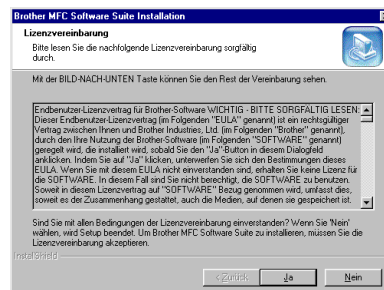 Brother MFC Software Suite Installation
Lizenzvereinbarung
Bitte lesen Sie die nachfolgende Lizenzvereinbarung sorgfältig
durch.
Mit der BILD-NACH-UNTEN Taste können Sie den Rest der Vereinbarung sehen.
Endbenutzer-Lizenzvertrag für Brother-Software WICHTIG - BITTE SORGFÄLTIG LESEN:
Dieser Endbenutzer-Lizenzvertrag (im Folgenden "EULA" genannt) ist ein rechtsgültiger
Vertrag zwischen Ihnen und Brother Industries, Ltd. (im Folgenden "Brother" genannt),
durch den Ihre Nutzung der Brother-Software (im Folgenden "SOFTWARE" genannt)
geregelt wird, die installiert wird, sobald Sie den "Ja"-Button in diesem Dialogfeld
anklicken. Indem Sie auf "Ja" klicken, unterwerfen Sie sich den Bestimmungen dieses
EULA. Wenn Sie mit diesem EULA nicht einverstanden sind, erhalten Sie keine Lizenz für
die SOFTWARE. In diesem Fall sind Sie nicht berechtigt, die SOFTWARE zu benutzen.
Soweit in diesem Lizenzvertrag auf "SOFTWARE" Bezug genommen wird, umfasst dies,
soweit es der Zusammenhang gestattet, auch die Medien, auf denen sie gespeichert ist.
Sind Sie mit allen Bedingungen der Lizenzvereinbarung einverstanden? Wenn Sie 'Nein'
wählen, wird Setup beendet. Um Brother MFC Software Suite zu installieren, müssen Sie die
Lizenzvereinbarung akzeptieren.
InstallShield
< Zurück
Ja
Nein